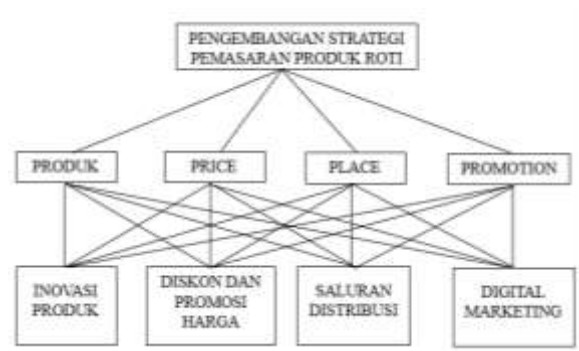 PENGEMBANGAN STRATEGI
PEMASARAN PRODUK ROTI
PRODUK
PRICE
PLACE
PROMOTION
INOVASI
PRODUK
DISKON DAN
PROMOSI
HARGA
SALURAN
DISTRIBUSI
DIGITAL
MARKETING